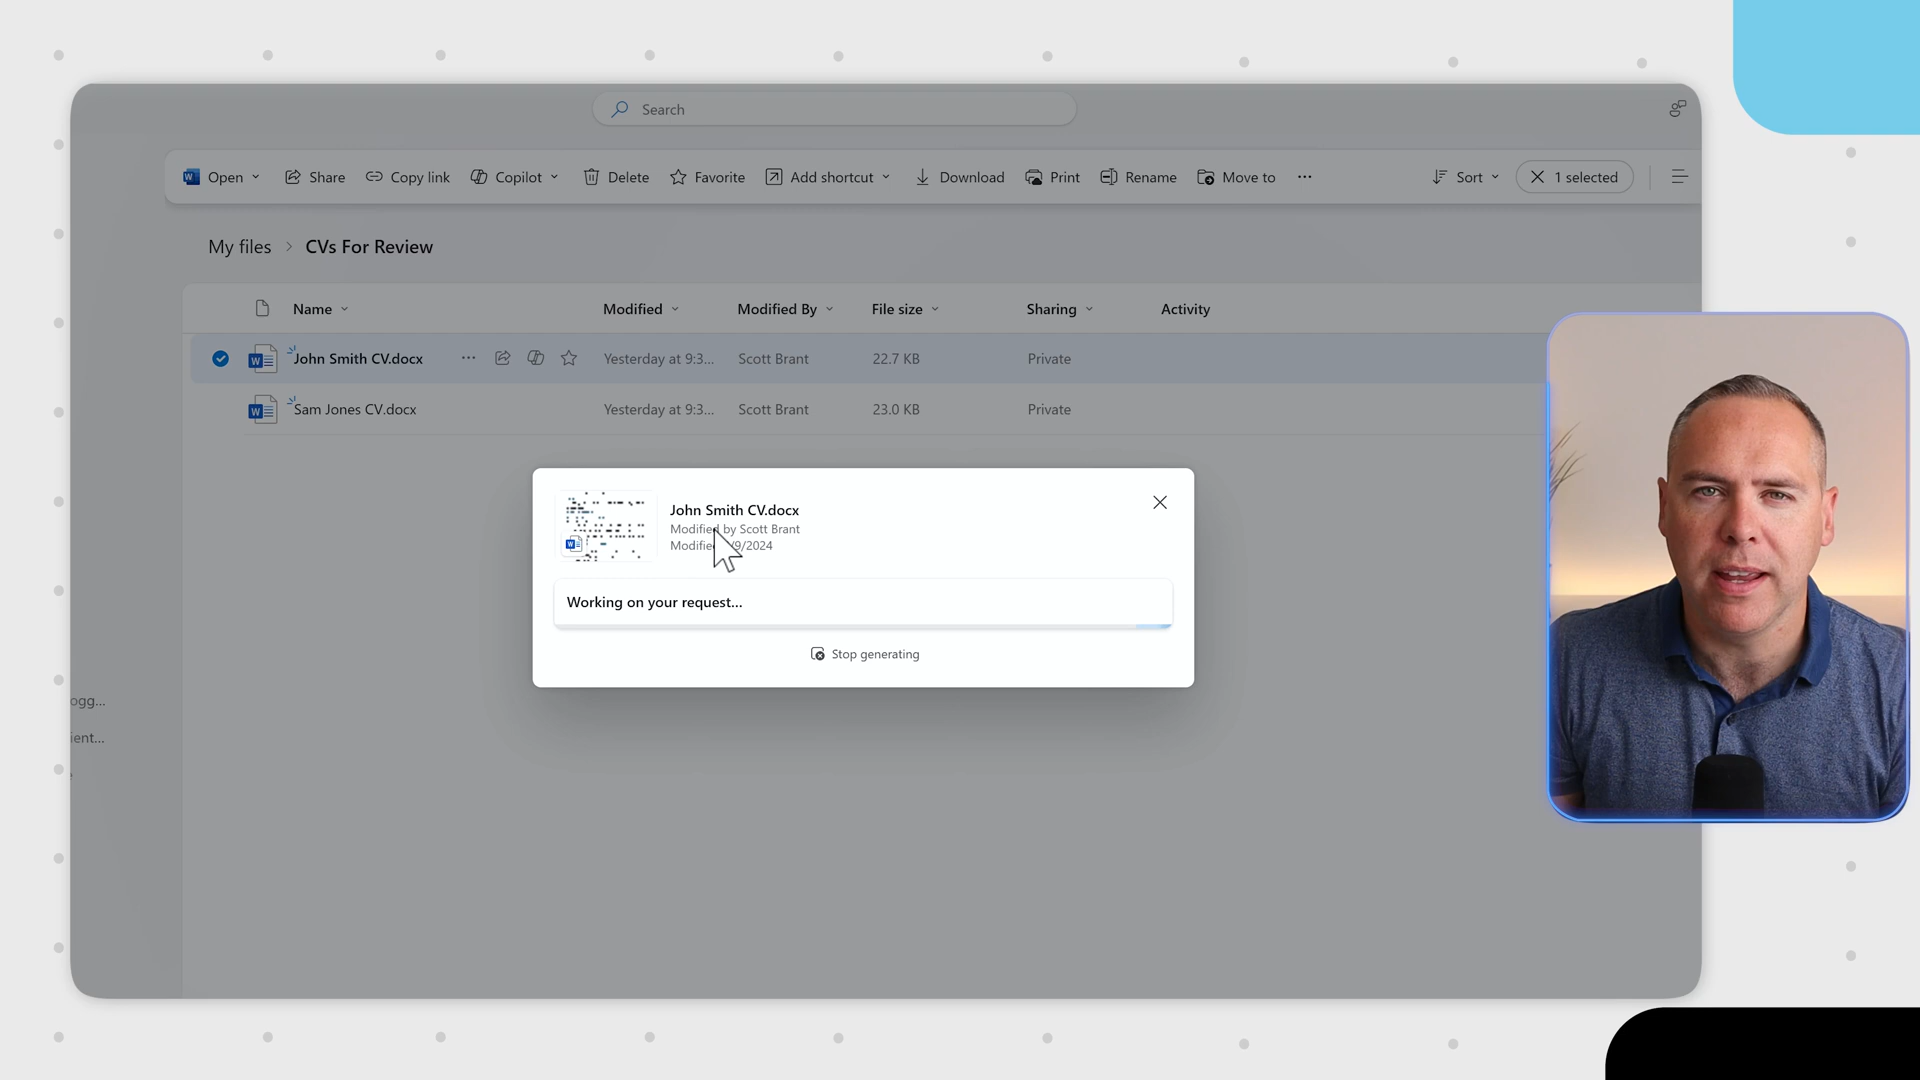 Search
Open Share Copy link Copilot Delete Favorite Add shortcut Download Print Rename Move to ... Sort 1 selected
My files > CVs For Review
Name Modified Modified By File size Sharing Activity
John Smith CV.docx ... Yesterday at 9:3... Scott Brant 22.7 KB Private
Sam Jones CV.docx Yesterday at 9:3... Scott Brant 23.0 KB Private
John Smith CV.docx
Modified by Scott Brant
/9/2024
Working on your request...
Stop generating
ogg...
ient...